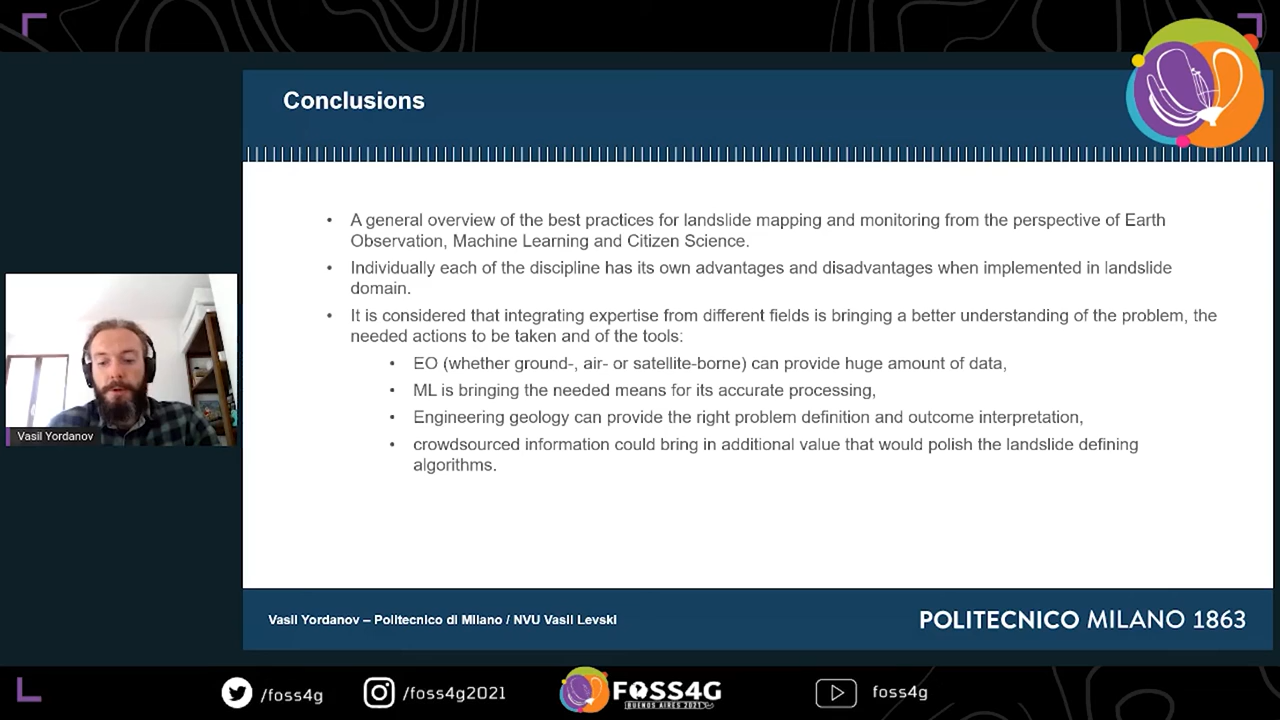 Conclusions
• A general overview of the best practices for landslide mapping and monitoring from the perspective of Earth
Observation, Machine Learning and Citizen Science.
• Individually each of the discipline has its own advantages and disadvantages when implemented in landslide
domain.
• It is considered that integrating expertise from different fields is bringing a better understanding of the problem, the
needed actions to be taken and of the tools:
• EO (whether ground-, air- or satellite-borne) can provide huge amount of data,
• ML is bringing the needed means for its accurate processing,
• Engineering geology can provide the right problem definition and outcome interpretation,
• crowdsourced information could bring in additional value that would polish the landslide defining
algorithms.
Vasil Yordanov
Vasil Yordanov – Politecnico di Milano / NVU Vasil Levski
POLITECNICO MILANO 1863
/foss4g
/foss4g2021
FOSS4G
BUENOS AIRES 2021
foss4g